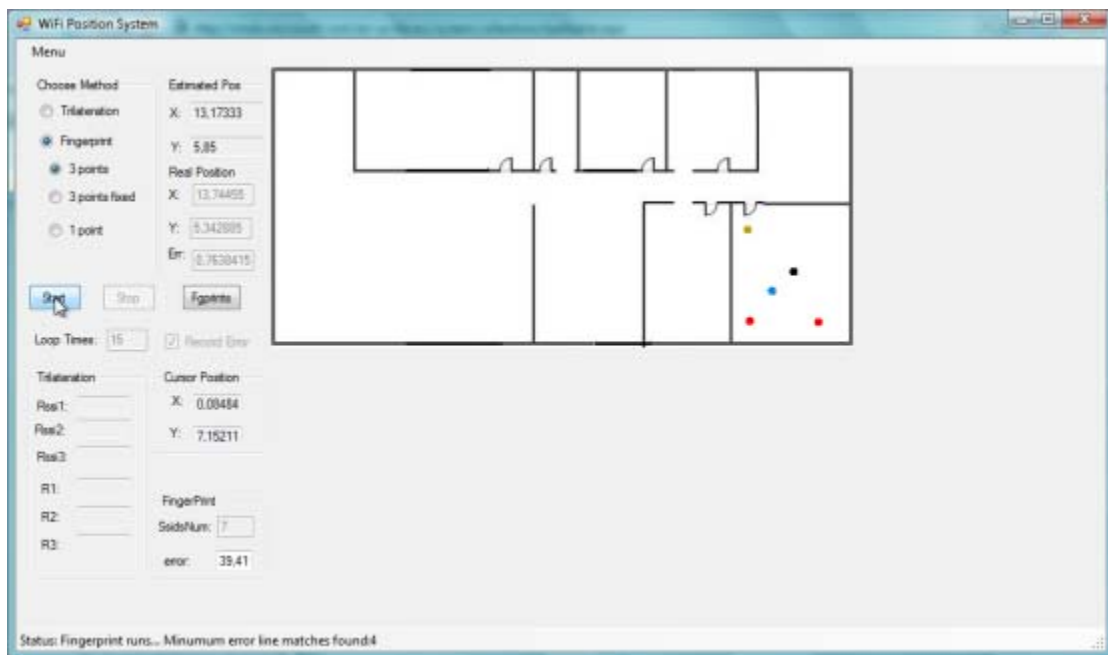 WiFi Position System
Menu
Choose Method
Trilateration
Fingerprint
3 points
3 points fixed
1 point
Estimated Pos
X: 13,17333
Y: 5,85
Real Position
X: 13,74455
Y: 5,342885
Err: 0,7638415
Start
Stop
Fgprints
Loop Times: 15
Record Error
Trilateration
Rssi1:
Rssi2:
Rssi3:
R1:
R2:
R3:
Cursor Position
X: 0.08484
Y: 7.15211
FingerPrint
SsidsNum: 7
error: 39,41
Status: Fingerprint runs... Minumum error line matches found:4